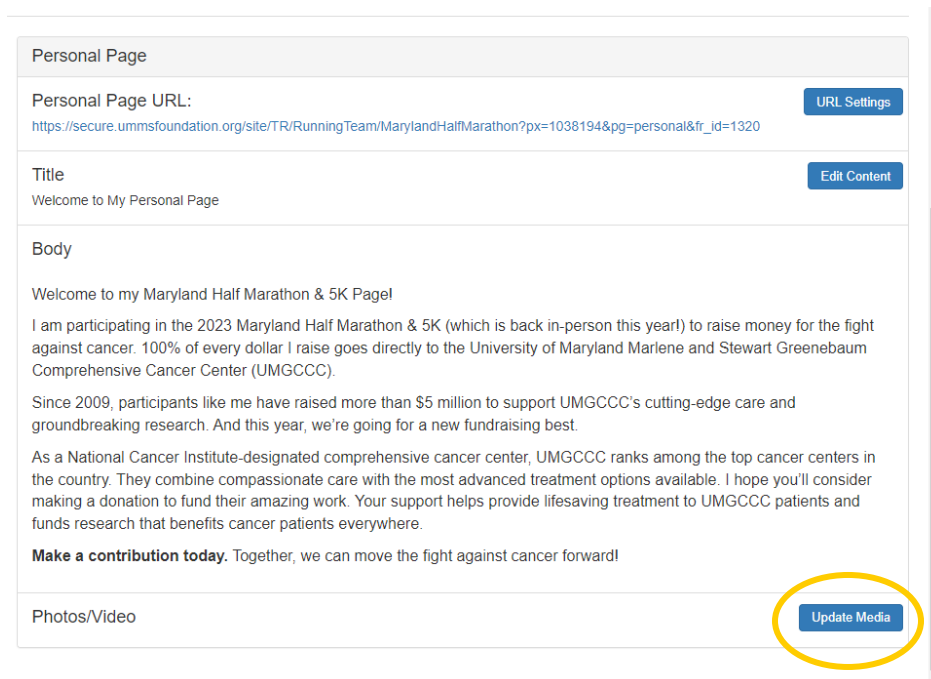 Personal Page
Personal Page URL:
URL Settings
https://secure.ummsfoundation.org/site/TR/RunningTeam/MarylandHalfMarathon?px=1038194&pg=personal&fr_id=1320
Title
Edit Content
Welcome to My Personal Page
Body
Welcome to my Maryland Half Marathon & 5K Page!
I am participating in the 2023 Maryland Half Marathon & 5K (which is back in-person this year!) to raise money for the fight
against cancer. 100% of every dollar I raise goes directly to the University of Maryland Marlene and Stewart Greenebaum
Comprehensive Cancer Center (UMGCCC).
Since 2009, participants like me have raised more than $5 million to support UMGCCC’s cutting-edge care and
groundbreaking research. And this year, we’re going for a new fundraising best.
As a National Cancer Institute-designated comprehensive cancer center, UMGCCC ranks among the top cancer centers in
the country. They combine compassionate care with the most advanced treatment options available. I hope you’ll consider
making a donation to fund their amazing work. Your support helps provide lifesaving treatment to UMGCCC patients and
funds research that benefits cancer patients everywhere.
Make a contribution today. Together, we can move the fight against cancer forward!
Photos/Video
Update Media